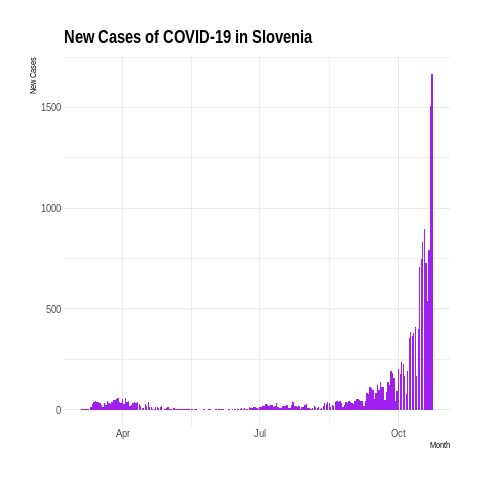 New Cases of COVID-19 in Slovenia
New Cases
1500
1000
500
0
Apr
Jul
Oct
Month